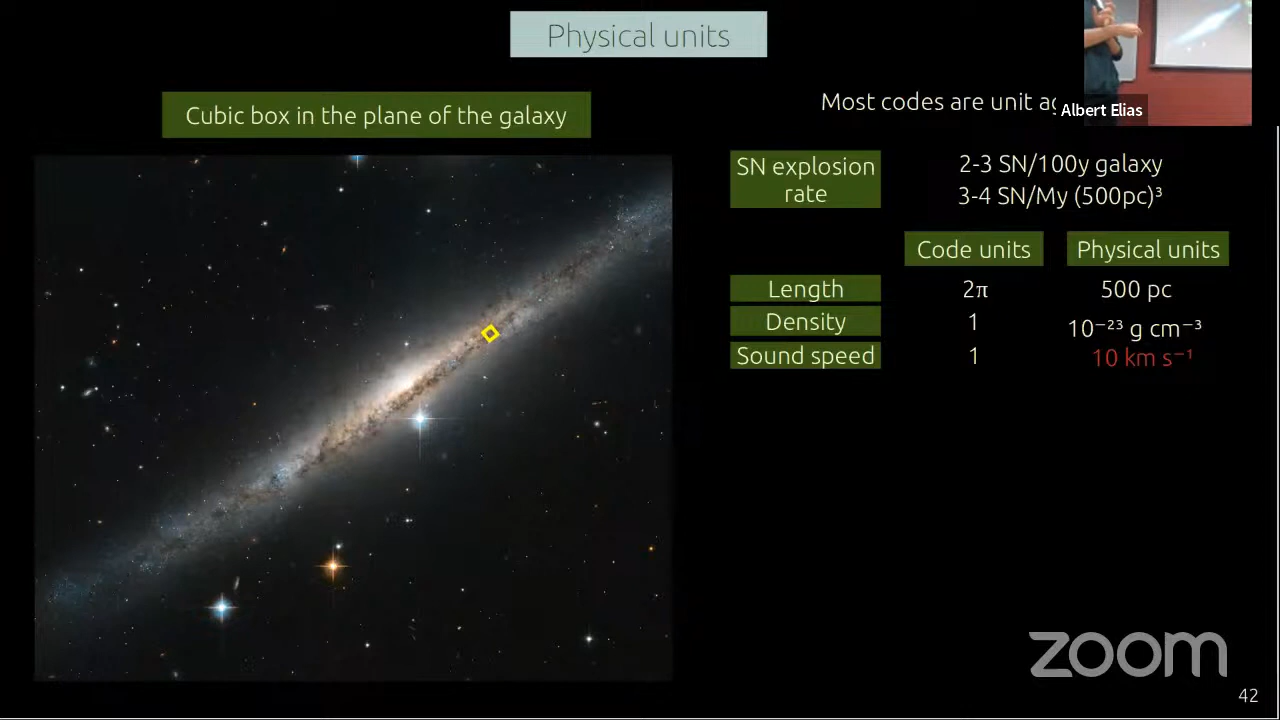 Physical units
Cubic box in the plane of the galaxy
Most codes are unit
Albert Elias
SN explosion
rate
2-3 SN/100y galaxy
3-4 SN/My (500pc)³
Code units
Physical units
Length
2π
500 pc
Density
1
10⁻²³ g cm⁻³
Sound speed
1
10 km s⁻¹
zoom
42